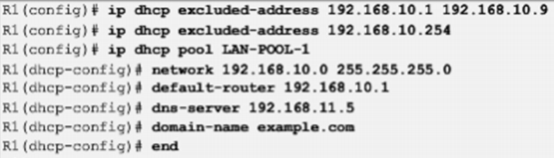 R1(config)# ip dhcp excluded-address 192.168.10.1 192.168.10.9
R1(config)# ip dhcp excluded-address 192.168.10.254
R1(config)# ip dhcp pool LAN-POOL-1
R1(dhcp-config)# network 192.168.10.0 255.255.255.0
R1(dhcp-config)# default-router 192.168.10.1
R1(dhcp-config)# dns-server 192.168.11.5
R1(dhcp-config)# domain-name example.com
R1(dhcp-config)# end